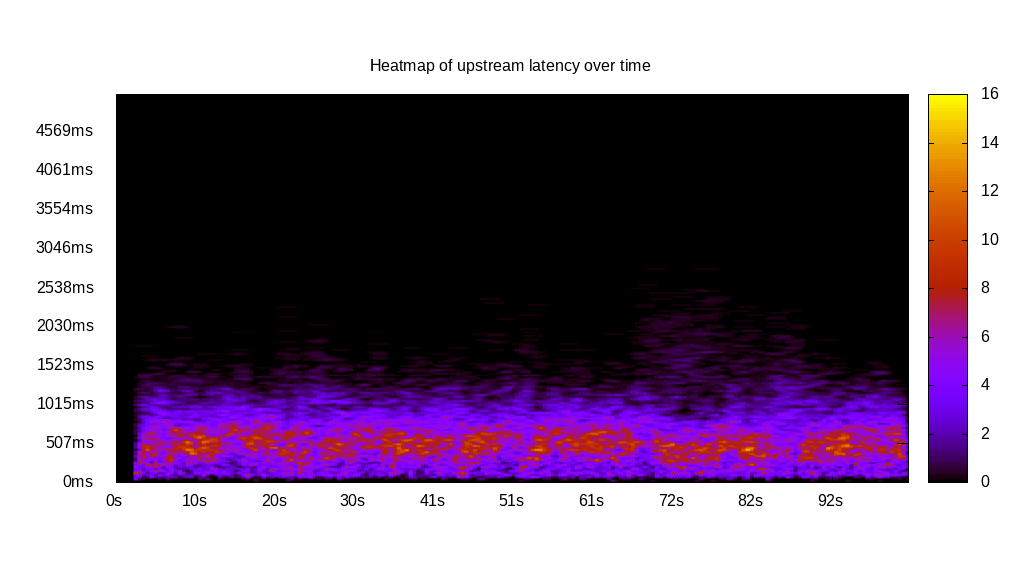 Heatmap of upstream latency over time
4569ms
4061ms
3554ms
3046ms
2538ms
2030ms
1523ms
1015ms
507ms
0ms
0s 10s 20s 30s 41s 51s 61s 72s 82s 92s
16
14
12
10
8
6
4
2
0